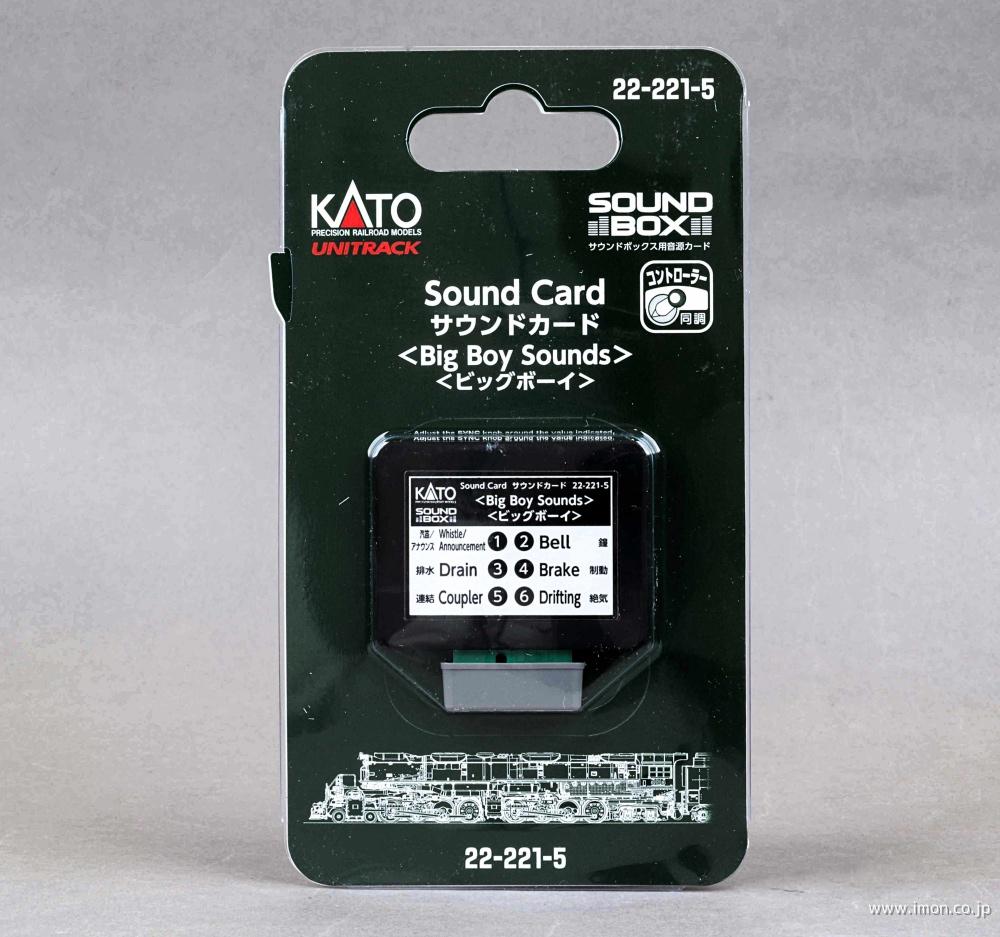 22-221-5
KATO
PRECISION RAILROAD MODELS
UNITRACK
SOUND
BOX
サウンドボックス用音源カード
コントローラー
同調
Sound Card
サウンドカード
<Big Boy Sounds>
<ビッグボーイ>
Adjust the SYNC knob around the value indicated.
KATO
PRECISION RAILROAD MODELS
SOUND
BOX
Sound Card サウンドカード 22-221-5
<Big Boy Sounds>
<ビッグボーイ>
汽笛/ Whistle/
アナウンス Announcement 1 2 Bell 鐘
排水 Drain 3 4 Brake 制動
連結 Coupler 5 6 Drifting 絶気
22-221-5
www.imon.co.jp